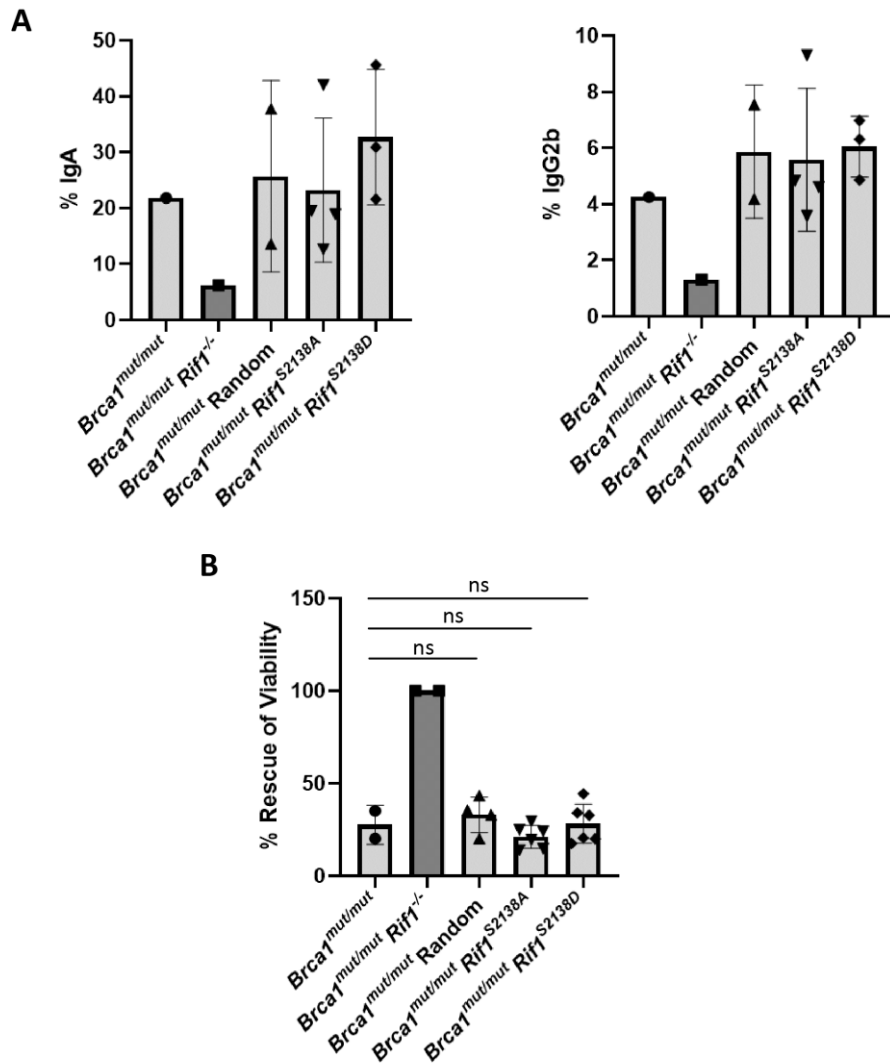 A
50
40
30
20
10
0
% IgA
Brca1mut/mut
Brca1mut/mut Rif1-/-
Brca1mut/mut Random
Brca1mut/mut Rif1S2138A
Brca1mut/mut Rif1S2138D
10
8
6
4
2
0
% IgG2b
Brca1mut/mut
Brca1mut/mut Rif1-/-
Brca1mut/mut Random
Brca1mut/mut Rif1S2138A
Brca1mut/mut Rif1S2138D
B
150
100
50
0
% Rescue of Viability
ns
ns
ns
Brca1mut/mut
Brca1mut/mut Rif1-/-
Brca1mut/mut Random
Brca1mut/mut Rif1S2138A
Brca1mut/mut Rif1S2138D